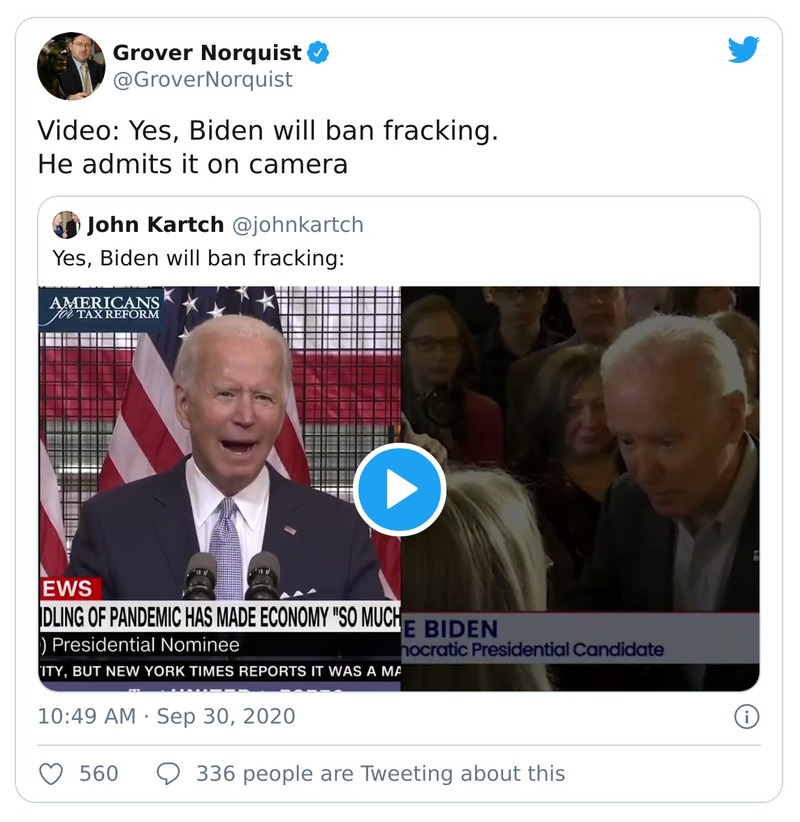 Grover Norquist
@GroverNorquist
Video: Yes, Biden will ban fracking.
He admits it on camera
John Kartch @johnkartch
Yes, Biden will ban fracking:
AMERICANS
for TAX REFORM
EWS
DLING OF PANDEMIC HAS MADE ECONOMY "SO MUCH
) Presidential Nominee
ITY, BUT NEW YORK TIMES REPORTS IT WAS A MA
E BIDEN
nocratic Presidential Candidate
10:49 AM · Sep 30, 2020
560
336 people are Tweeting about this